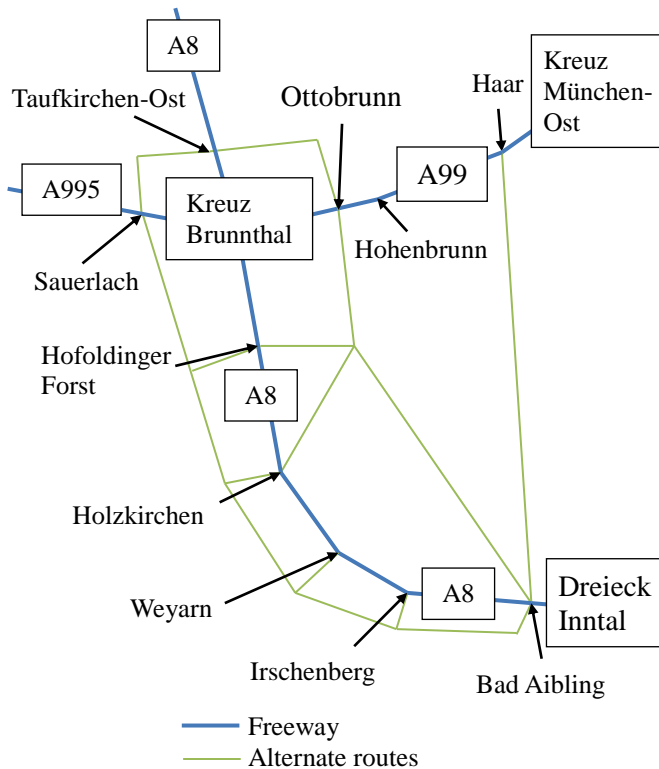 A8
Taufkirchen-Ost
Ottobrunn
Haar
Kreuz
München-
Ost
A995
A99
Kreuz
Brunnthal
Sauerlach
Hohenbrunn
Hofoldinger
Forst
A8
Holzkirchen
Weyarn
A8
Dreieck
Inntal
Irschenberg
Bad Aibling
Freeway
Alternate routes